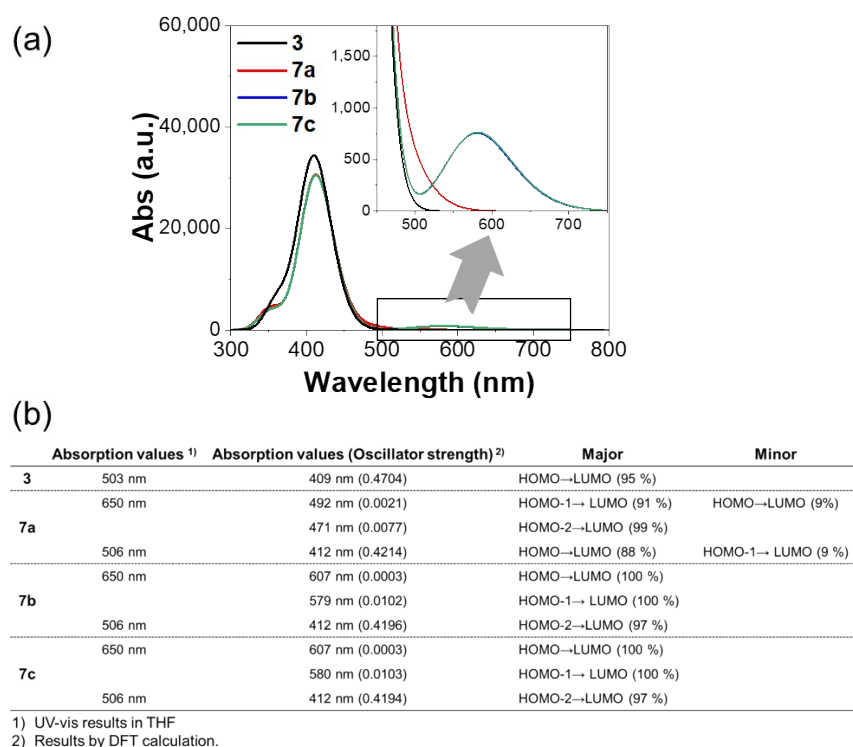 (a)
60,000
40,000
20,000
0
Abs (a.u.)
3
7a
7b
7c
1,500
1,000
500
0
500 600 700
300 400 500 600 700 800
Wavelength (nm)
(b)
Absorption values 1) Absorption values (Oscillator strength) 2) Major Minor
3 503 nm 409 nm (0.4704) HOMO→LUMO (95 %)
650 nm 492 nm (0.0021) HOMO-1→ LUMO (91 %) HOMO→LUMO (9%)
7a 471 nm (0.0077) HOMO-2→LUMO (99 %)
506 nm 412 nm (0.4214) HOMO→LUMO (88 %) HOMO-1→ LUMO (9 %)
650 nm 607 nm (0.0003) HOMO→LUMO (100 %)
7b 579 nm (0.0102) HOMO-1→ LUMO (100 %)
506 nm 412 nm (0.4196) HOMO-2→LUMO (97 %)
650 nm 607 nm (0.0003) HOMO→LUMO (100 %)
7c 580 nm (0.0103) HOMO-1→ LUMO (100 %)
506 nm 412 nm (0.4194) HOMO-2→LUMO (97 %)
1) UV-vis results in THF
2) Results by DFT calculation.